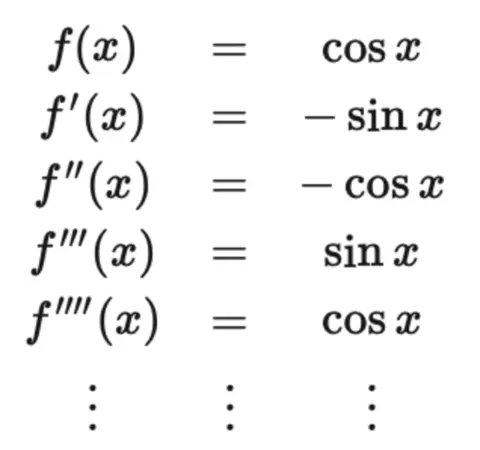 f(x) = cos x
f′(x) = − sin x
f″(x) = − cos x
f‴(x) = sin x
f⁗(x) = cos x
⋮ ⋮ ⋮